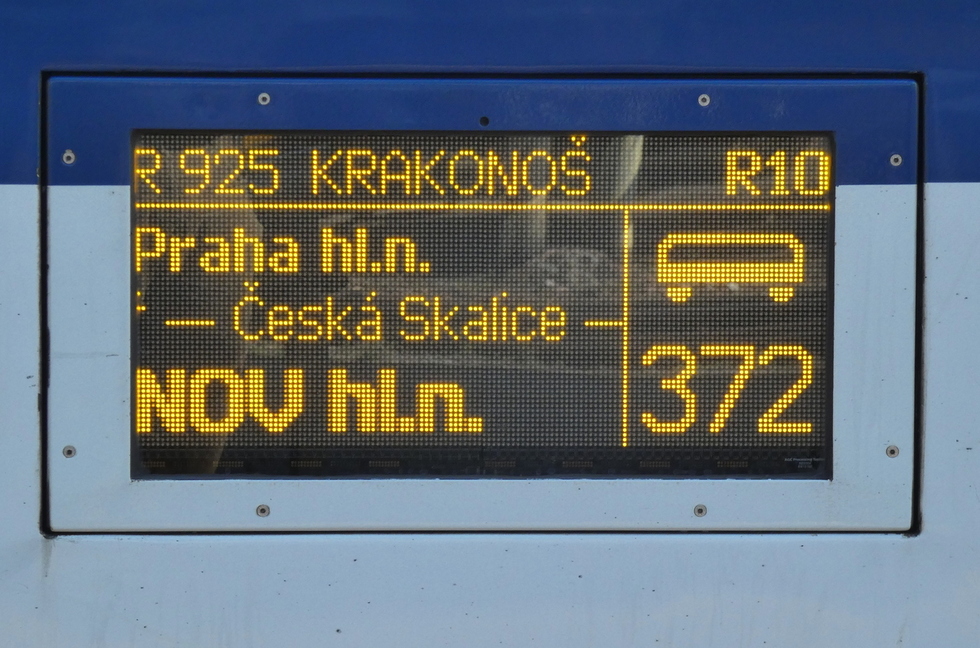 R 925 KRAKONOŠ R10
Praha hl.n.
— Česká Skalice —
NOV hl.n.
372